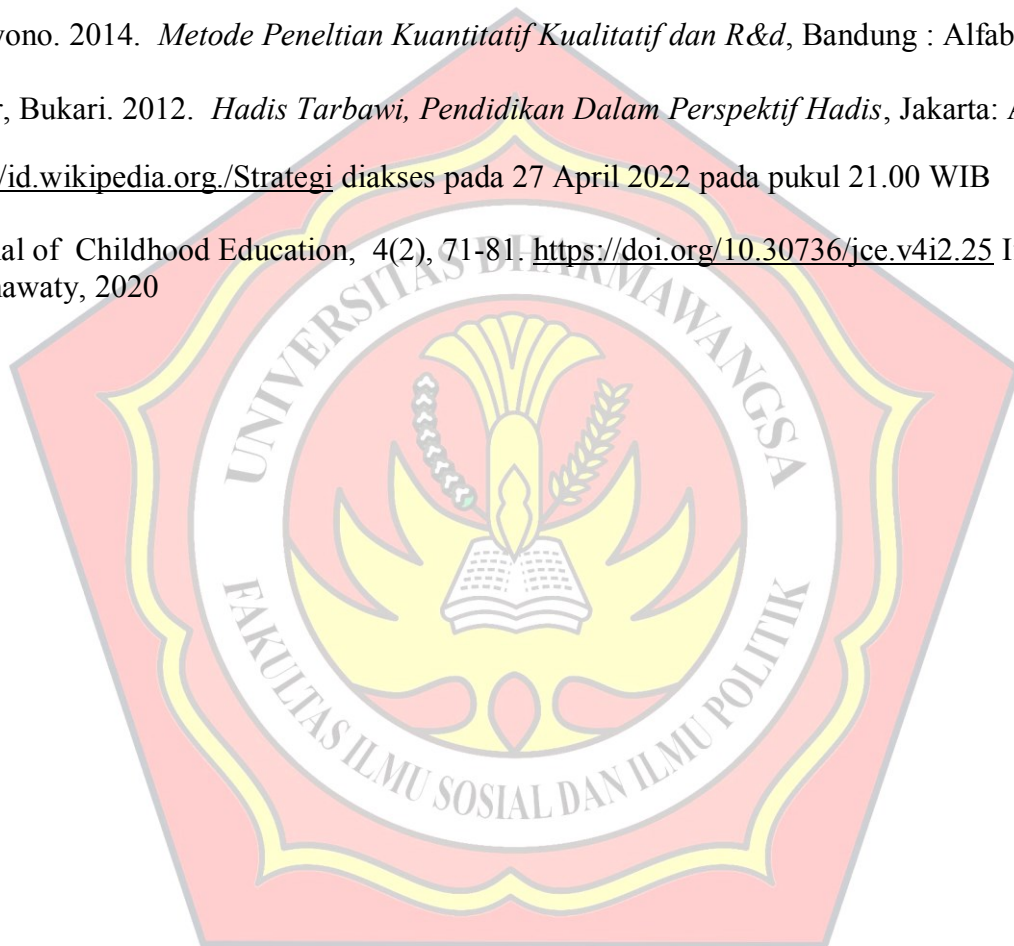 yono. 2014. Metode Peneltian Kuantitatif Kualitatif dan R&d, Bandung : Alfab
r, Bukari. 2012. Hadis Tarbawi, Pendidikan Dalam Perspektif Hadis, Jakarta: A
/id.wikipedia.org./Strategi diakses pada 27 April 2022 pada pukul 21.00 WIB
nal of Childhood Education, 4(2), 71-81. https://doi.org/10.30736/jce.v4i2.25 I
nawaty, 2020
UNIVERSITAS DHARMAWANGSA
FAKULTAS ILMU SOSIAL DAN ILMU POLITIK